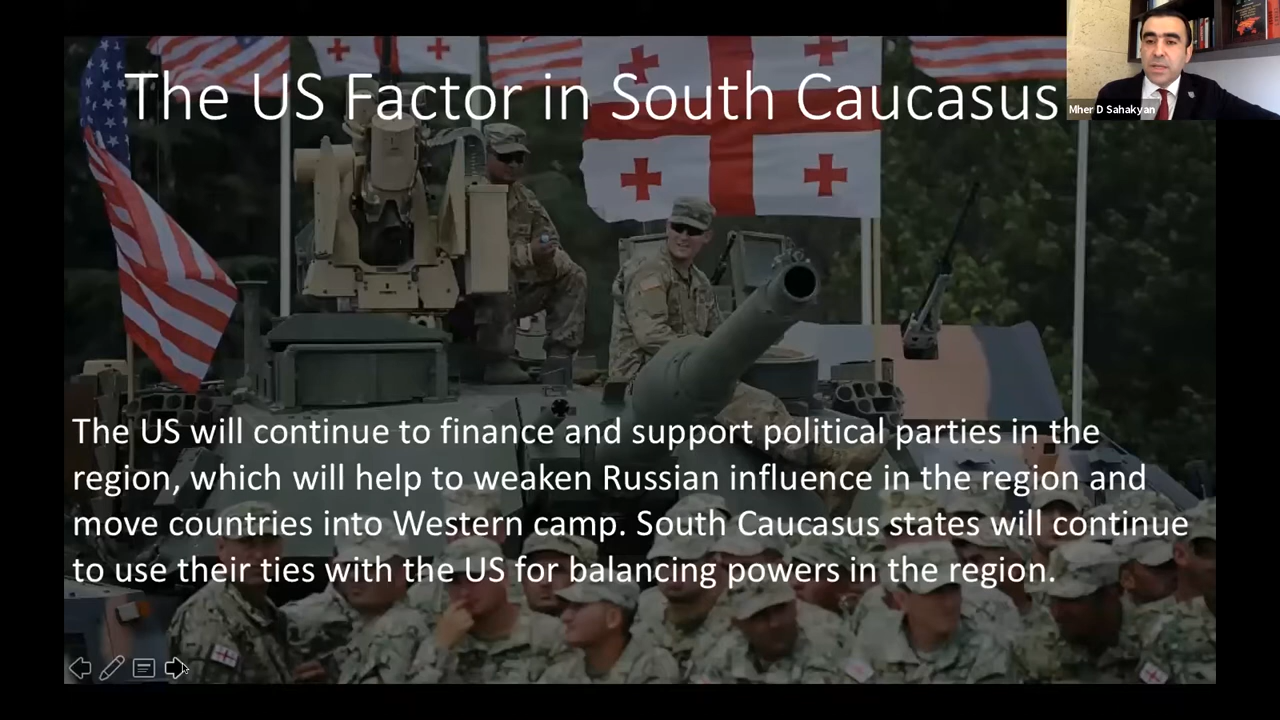 The US Factor in South Caucasus
Mher D Sahakyan
The US will continue to finance and support political parties in the
region, which will help to weaken Russian influence in the region and
move countries into Western camp. South Caucasus states will continue
to use their ties with the US for balancing powers in the region.